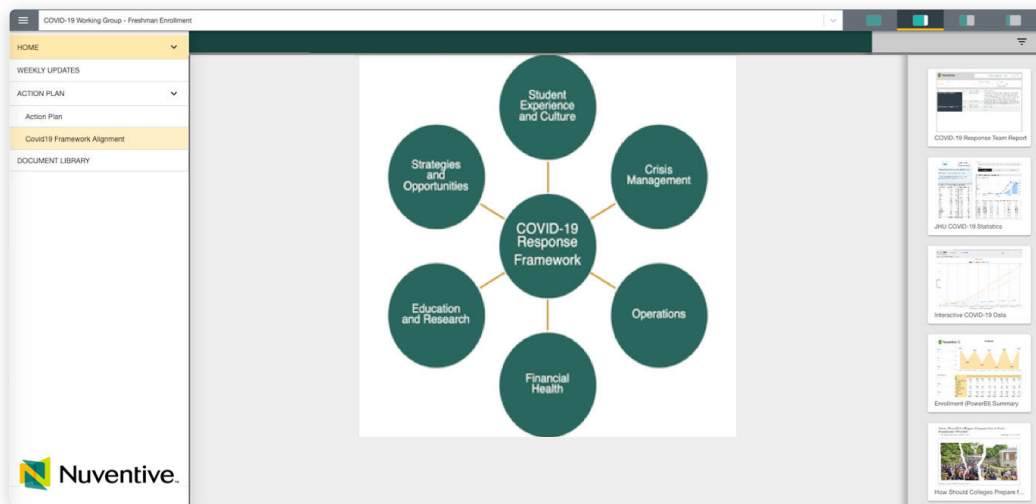 COVID-19 Working Group - Freshman Enrollment
HOME
WEEKLY UPDATES
ACTION PLAN
Action Plan
Covid19 Framework Alignment
DOCUMENT LIBRARY
Student
Experience
and Culture
Strategies
and
Opportunities
Crisis
Management
COVID-19
Response
Framework
Education
and Research
Operations
Financial
Health
COVID-19 Response Team Report
JHU COVID-19 Statistics
Interactive COVID-19 Data
Enrollment (PowerBI) Summary
How Should Colleges Prepare f...
Nuventive